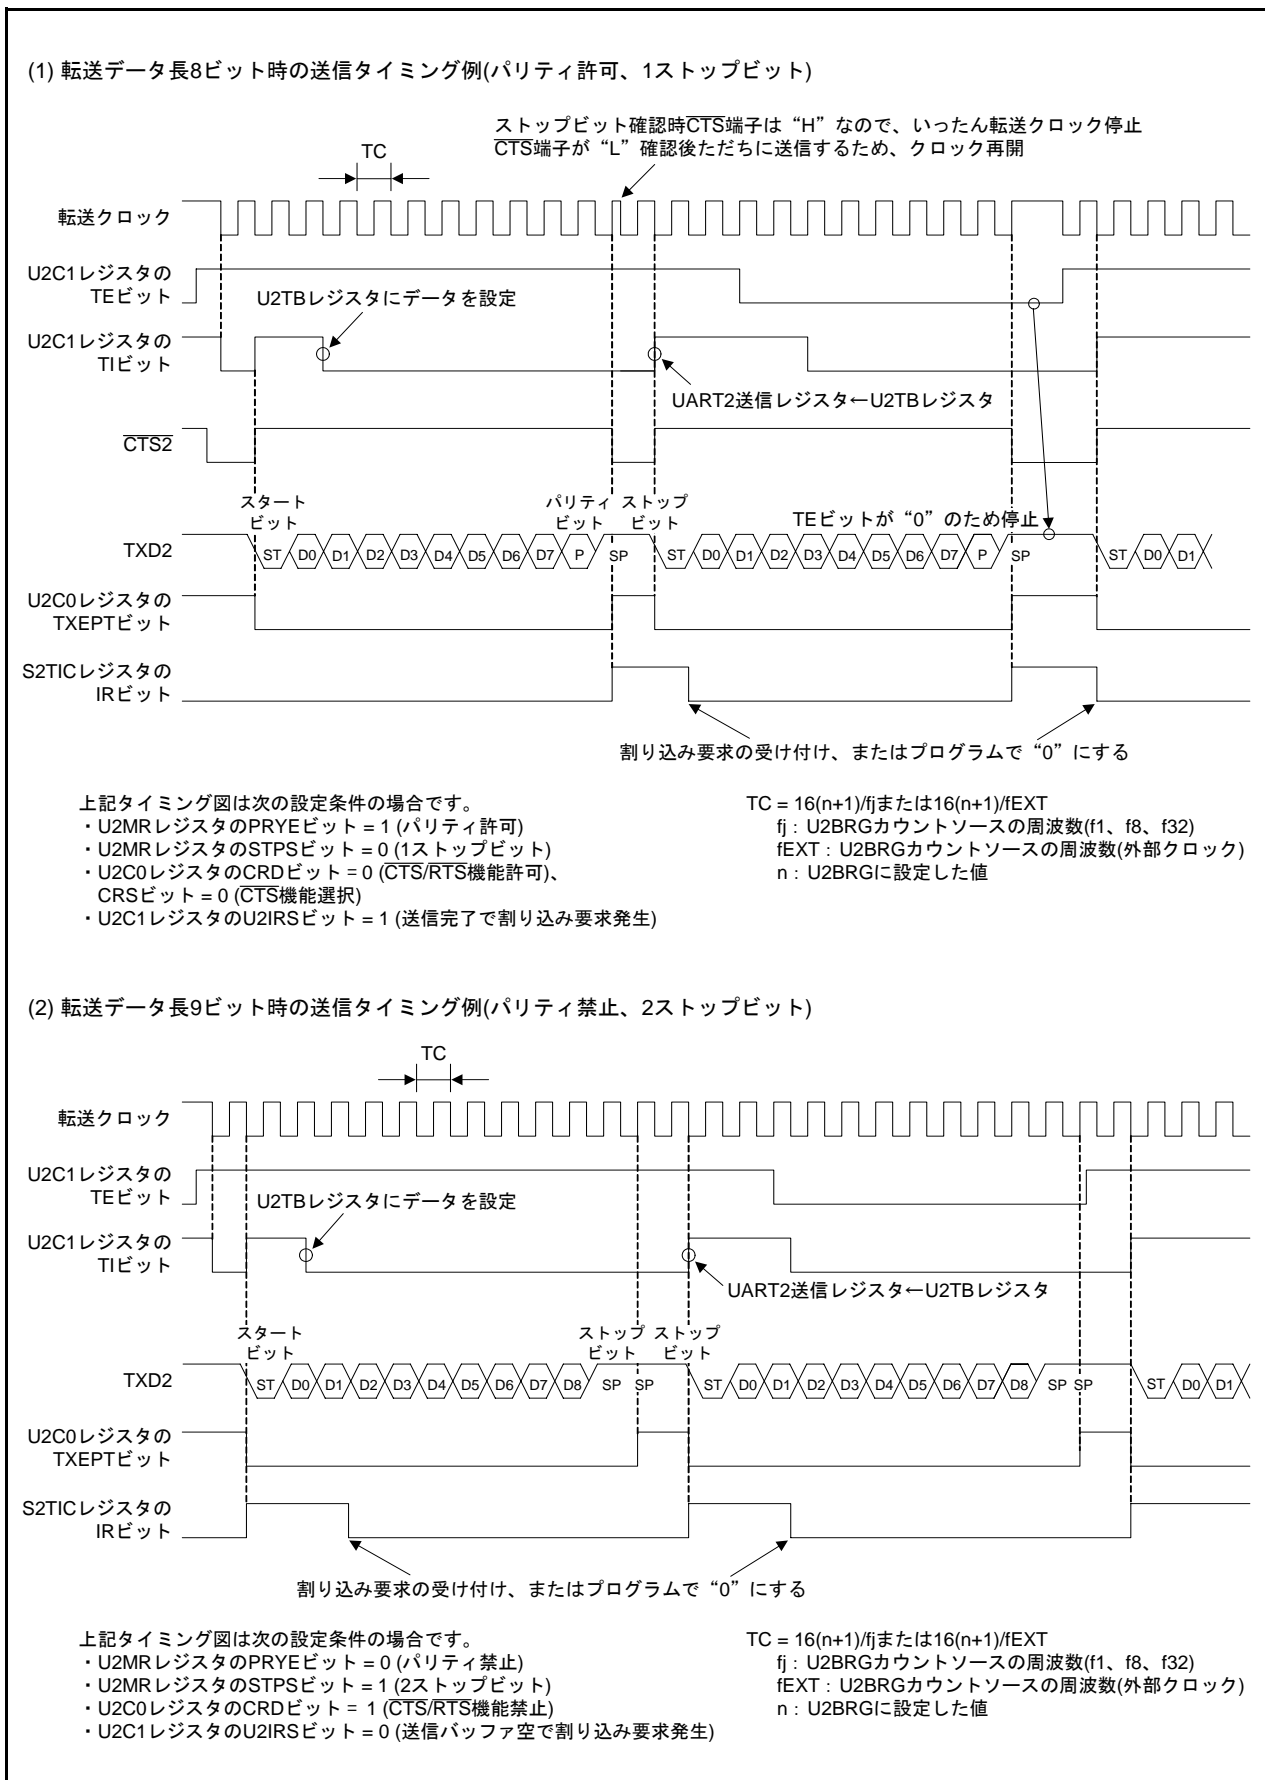 (1) 転送データ長8ビット時の送信タイミング例(パリティ許可、1ストップビット)
ストップビット確認時CTS端子は“H”なので、いったん転送クロック停止
CTS端子が“L”確認後ただちに送信するため、クロック再開
TC
転送クロック
U2C1レジスタの
TEビット
U2TBレジスタにデータを設定
U2C1レジスタの
TIビット
UART2送信レジスタ←U2TBレジスタ
CTS2
スタート
ビット
パリティ
ビット
ストップ
ビット
TEビットが“0”のため停止
TXD2
ST D0 D1 D2 D3 D4 D5 D6 D7 P SP ST D0 D1 D2 D3 D4 D5 D6 D7 P SP ST D0 D1
U2C0レジスタの
TXEPTビット
S2TICレジスタの
IRビット
割り込み要求の受け付け、またはプログラムで“0”にする
上記タイミング図は次の設定条件の場合です。
・U2MRレジスタのPRYEビット = 1 (パリティ許可)
・U2MRレジスタのSTPSビット = 0 (1ストップビット)
・U2C0レジスタのCRDビット = 0 (CTS/RTS機能許可)、
CRSビット = 0 (CTS機能選択)
・U2C1レジスタのU2IRSビット = 1 (送信完了で割り込み要求発生)
TC = 16(n+1)/fjまたは16(n+1)/fEXT
fj : U2BRGカウントソースの周波数(f1、f8、f32)
fEXT : U2BRGカウントソースの周波数(外部クロック)
n : U2BRGに設定した値
(2) 転送データ長9ビット時の送信タイミング例(パリティ禁止、2ストップビット)
TC
転送クロック
U2C1レジスタの
TEビット
U2TBレジスタにデータを設定
U2C1レジスタの
TIビット
UART2送信レジスタ←U2TBレジスタ
スタート
ビット
ストップ
ビット
ストップ
ビット
TXD2
ST D0 D1 D2 D3 D4 D5 D6 D7 D8 SP SP ST D0 D1 D2 D3 D4 D5 D6 D7 D8 SP SP ST D0 D1
U2C0レジスタの
TXEPTビット
S2TICレジスタの
IRビット
割り込み要求の受け付け、またはプログラムで“0”にする
上記タイミング図は次の設定条件の場合です。
・U2MRレジスタのPRYEビット = 0 (パリティ禁止)
・U2MRレジスタのSTPSビット = 1 (2ストップビット)
・U2C0レジスタのCRDビット = 1 (CTS/RTS機能禁止)
・U2C1レジスタのU2IRSビット = 0 (送信バッファ空で割り込み要求発生)
TC = 16(n+1)/fjまたは16(n+1)/fEXT
fj : U2BRGカウントソースの周波数(f1、f8、f32)
fEXT : U2BRGカウントソースの周波数(外部クロック)
n : U2BRGに設定した値